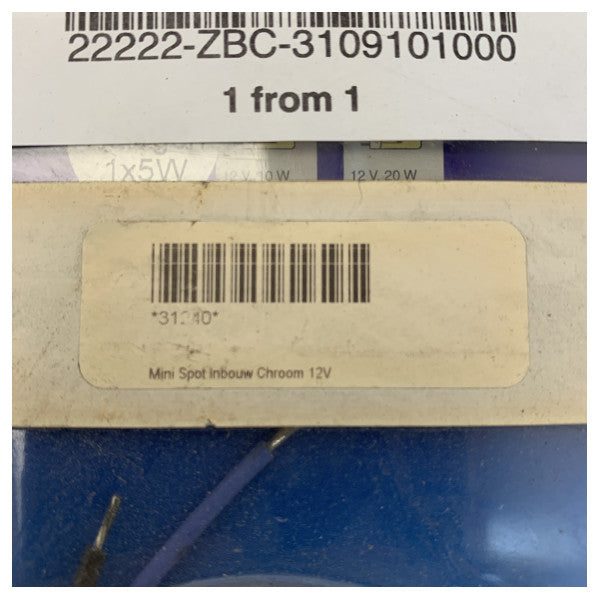 22222-ZBC-3109101000
1 from 1
1x5W
12 V, 10 W
12 V, 20 W
Mini Spot Inbouw Chroom 12V